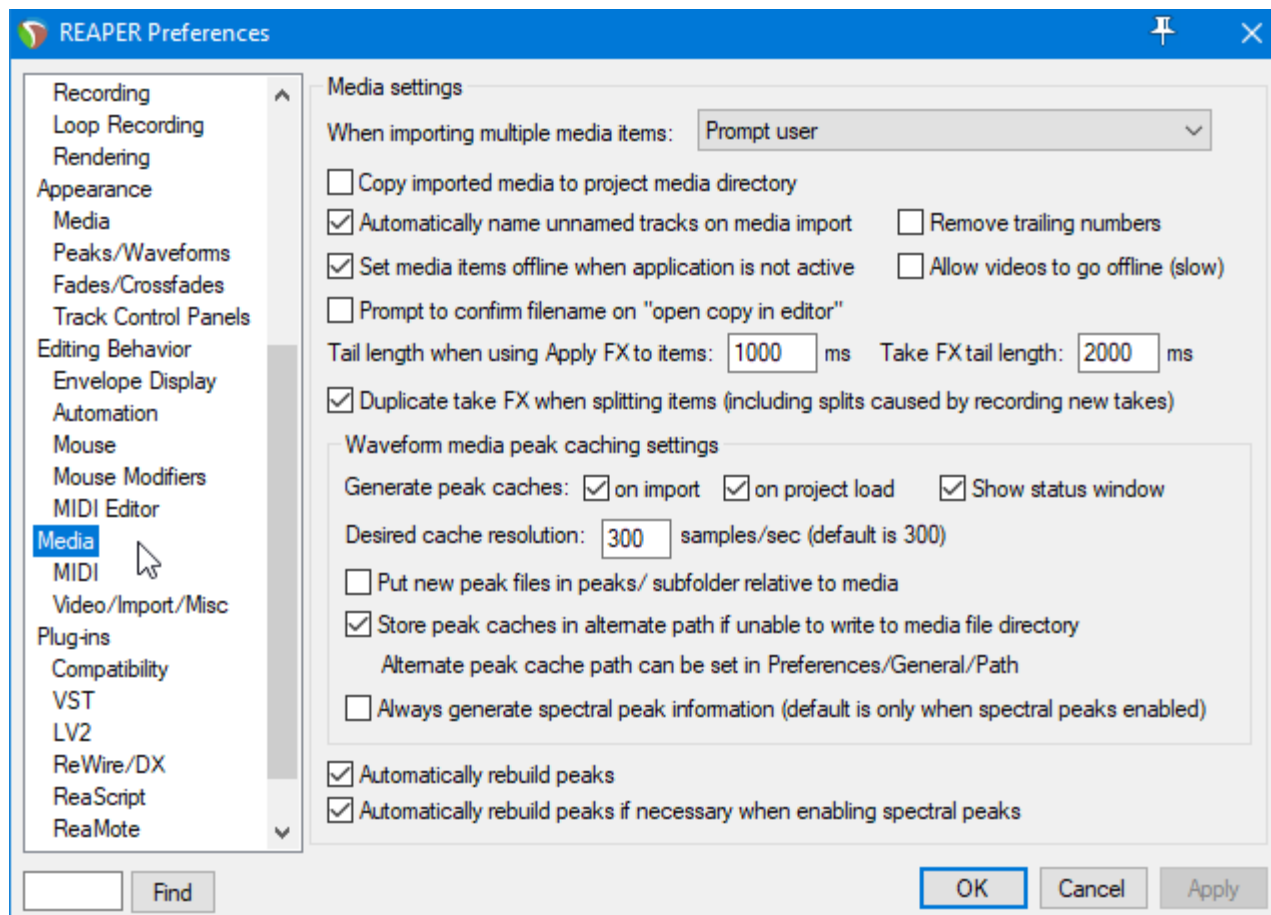 REAPER Preferences
Recording
Loop Recording
Rendering
Appearance
Media
Peaks/Waveforms
Fades/Crossfades
Track Control Panels
Editing Behavior
Envelope Display
Automation
Mouse
Mouse Modifiers
MIDI Editor
Media
MIDI
Video/Import/Misc
Plug-ins
Compatibility
VST
LV2
ReWire/DX
ReaScript
ReaMote
Find
Media settings
When importing multiple media items: Prompt user
Copy imported media to project media directory
Automatically name unnamed tracks on media import Remove trailing numbers
Set media items offline when application is not active Allow videos to go offline (slow)
Prompt to confirm filename on "open copy in editor"
Tail length when using Apply FX to items: 1000 ms Take FX tail length: 2000 ms
Duplicate take FX when splitting items (including splits caused by recording new takes)
Waveform media peak caching settings
Generate peak caches: on import on project load Show status window
Desired cache resolution: 300 samples/sec (default is 300)
Put new peak files in peaks/ subfolder relative to media
Store peak caches in alternate path if unable to write to media file directory
Alternate peak cache path can be set in Preferences/General/Path
Always generate spectral peak information (default is only when spectral peaks enabled)
Automatically rebuild peaks
Automatically rebuild peaks if necessary when enabling spectral peaks
OK Cancel Apply